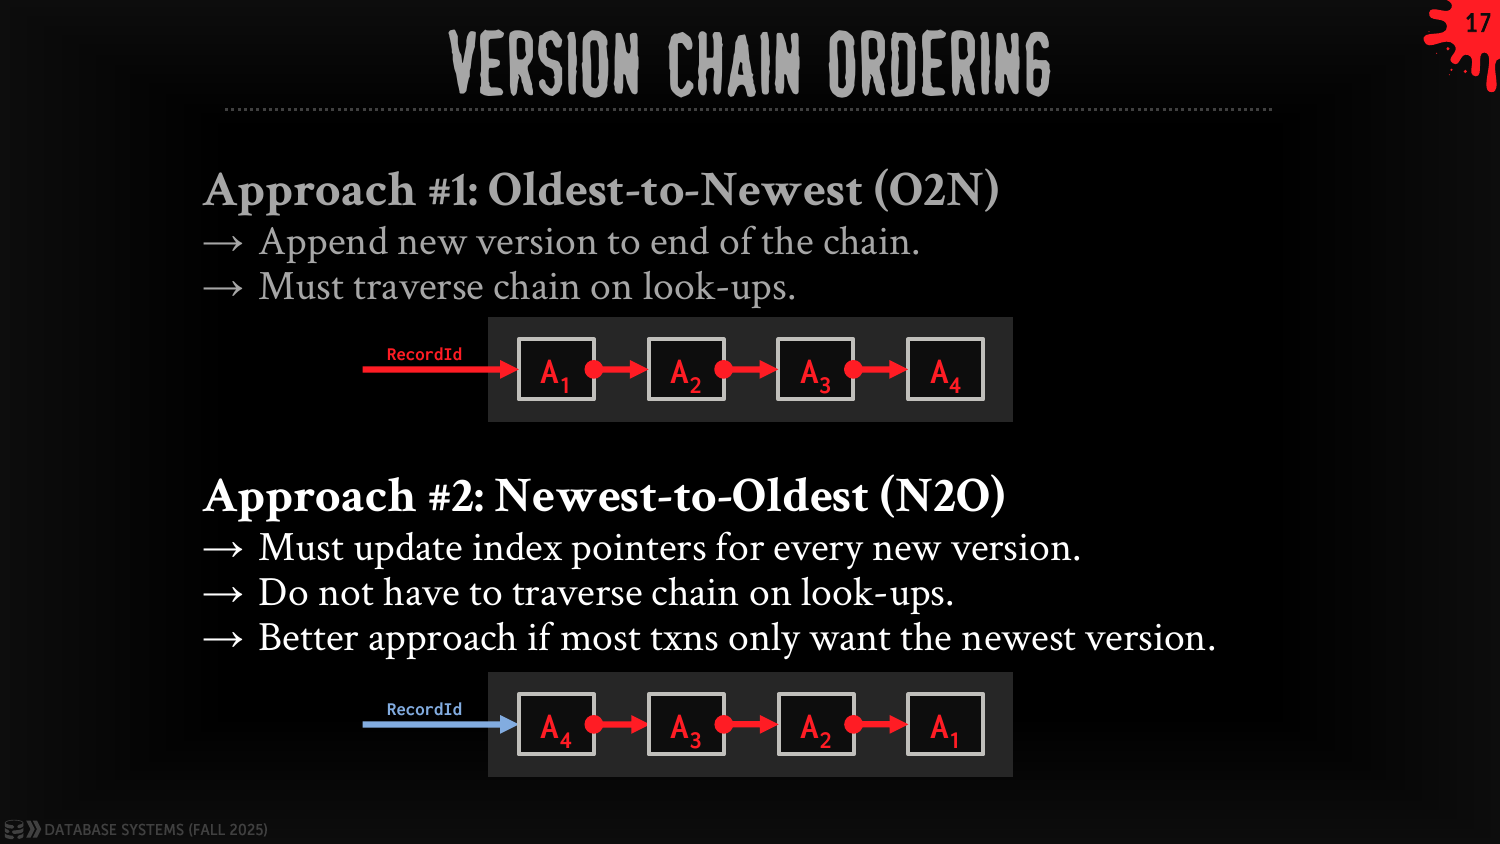 17
VERSION CHAIN ORDERING
Approach #1: Oldest-to-Newest (O2N)
→ Append new version to end of the chain.
→ Must traverse chain on look-ups.
RecordId
A₁ A₂ A₃ A₄
Approach #2: Newest-to-Oldest (N2O)
→ Must update index pointers for every new version.
→ Do not have to traverse chain on look-ups.
→ Better approach if most txns only want the newest version.
RecordId
A₄ A₃ A₂ A₁
DATABASE SYSTEMS (FALL 2025)